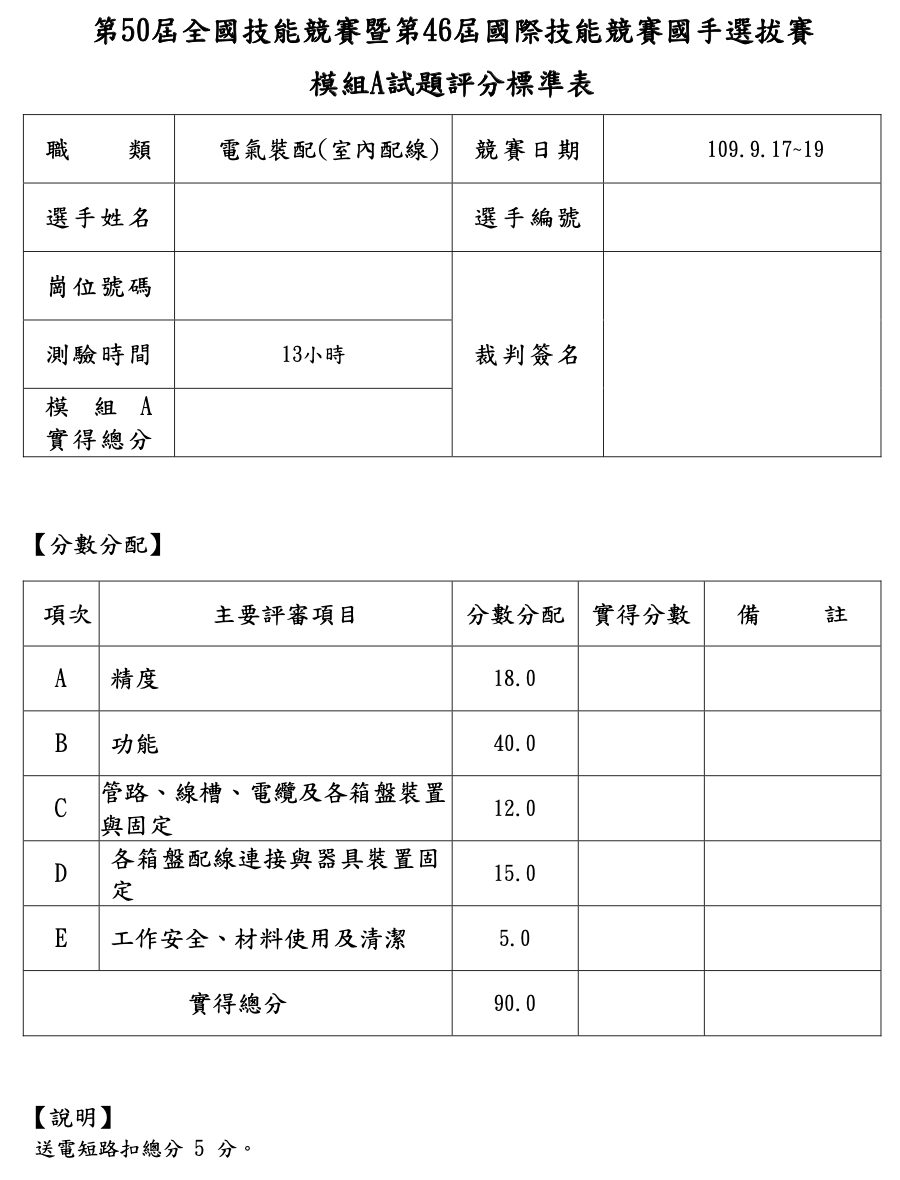 第50屆全國技能競賽暨第46屆國際技能競賽國手選拔賽
模組A試題評分標準表
職 類 電氣裝配(室內配線) 競賽日期 109.9.17~19
選手姓名 選手編號
崗位號碼
測驗時間 13小時 裁判簽名
模 組 A
實得總分
【分數分配】
項次 主要評審項目 分數分配 實得分數 備 註
A 精度 18.0
B 功能 40.0
C 管路、線槽、電纜及各箱盤裝置 12.0
與固定
D 各箱盤配線連接與器具裝置固 15.0
定
E 工作安全、材料使用及清潔 5.0
實得總分 90.0
【說明】
送電短路扣總分 5 分。